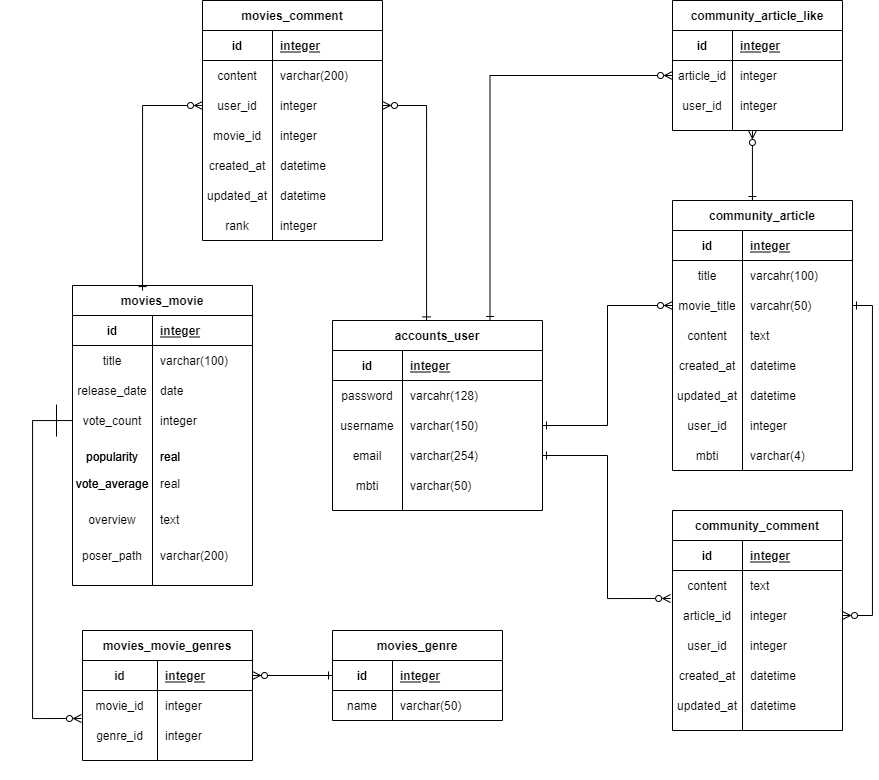 movies_comment
id integer
content varchar(200)
user_id integer
movie_id integer
created_at datetime
updated_at datetime
rank integer
community_article_like
id integer
article_id integer
user_id integer
community_article
id integer
title varcahr(100)
movie_title varcahr(50)
content text
created_at datetime
updated_at datetime
user_id integer
mbti varchar(4)
movies_movie
id integer
title varchar(100)
release_date date
vote_count integer
popularity real
vote_average real
overview text
poser_path varchar(200)
accounts_user
id integer
password varcahr(128)
username varchar(150)
email varchar(254)
mbti varchar(50)
community_comment
id integer
content text
article_id integer
user_id integer
created_at datetime
updated_at datetime
movies_movie_genres
id integer
movie_id integer
genre_id integer
movies_genre
id integer
name varchar(50)